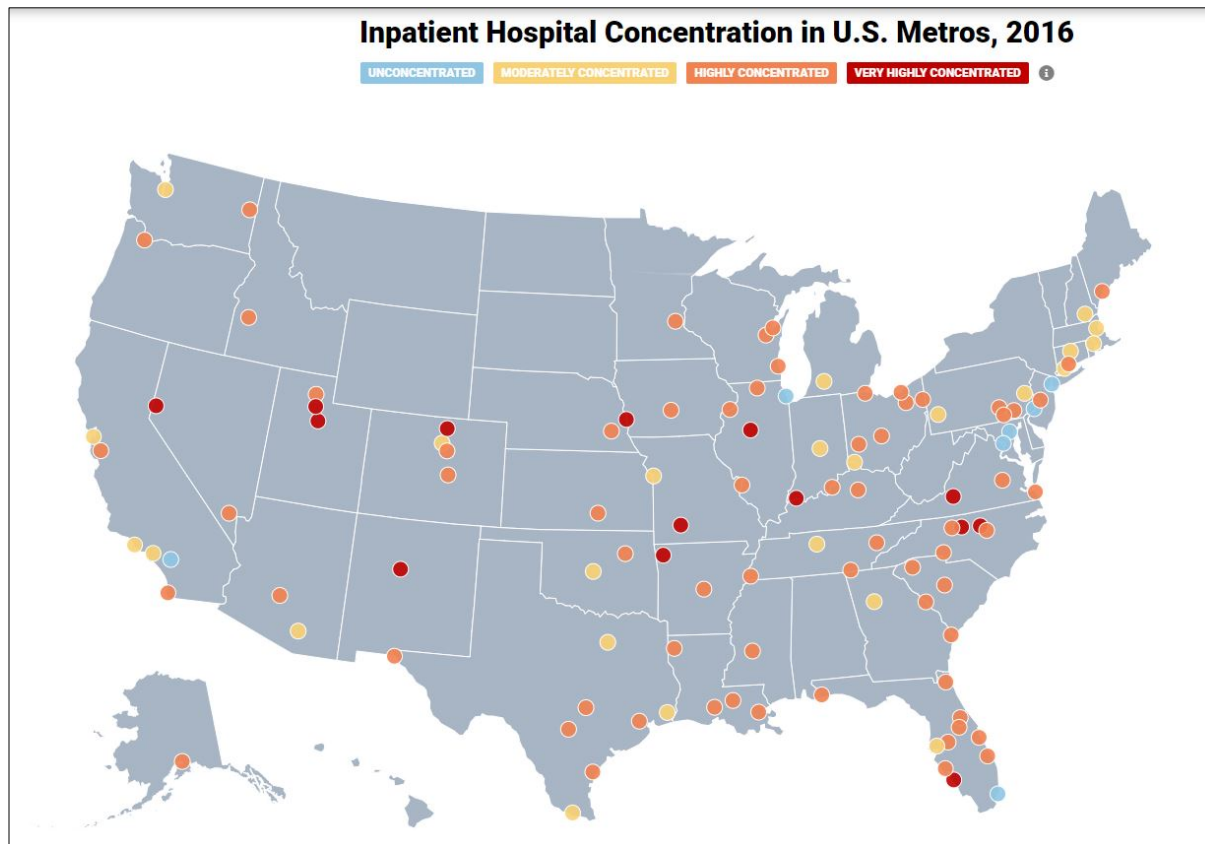 Inpatient Hospital Concentration in U.S. Metros, 2016
UNCONCENTRATED MODERATELY CONCENTRATED HIGHLY CONCENTRATED VERY HIGHLY CONCENTRATED i